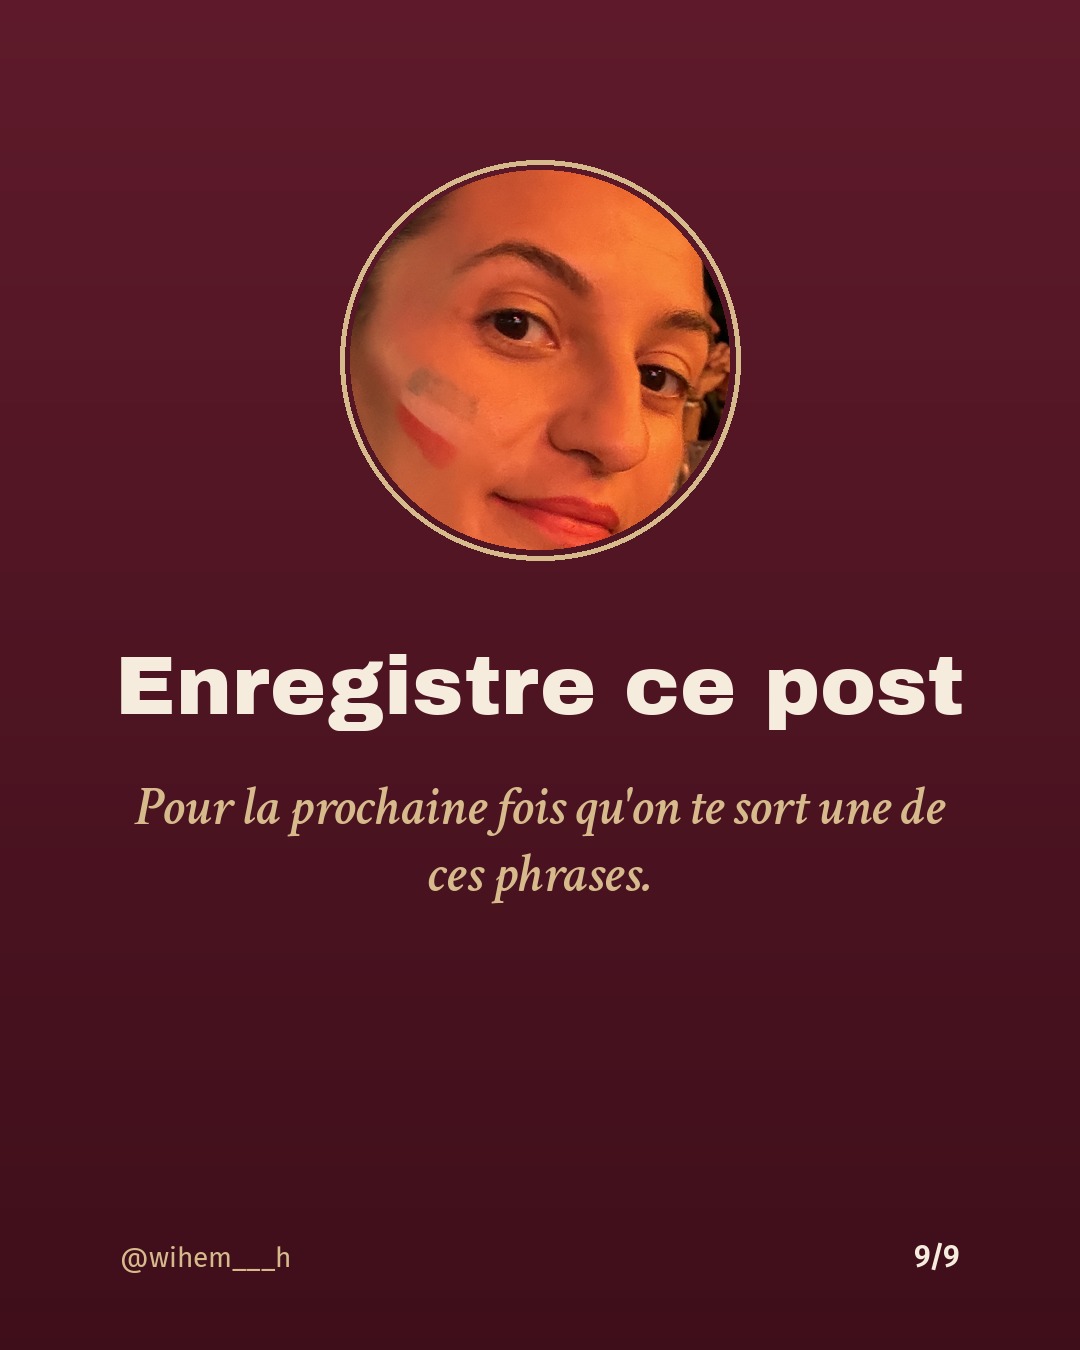 Enregistre ce post
Pour la prochaine fois qu'on te sort une de
ces phrases.
@wihem___h
9/9